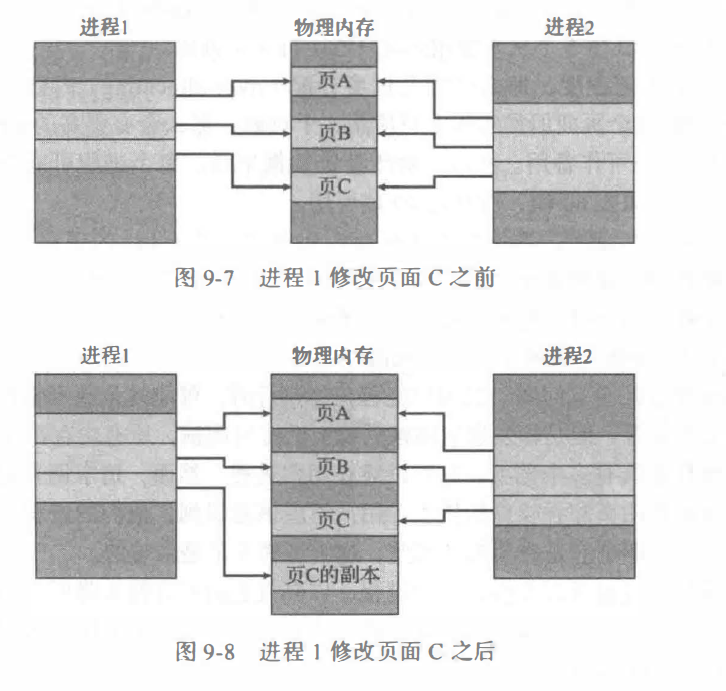 进程1 物理内存 进程2
页A
页B
页C
图 9-7 进程 1 修改页面 C 之前
进程1 物理内存 进程2
页A
页B
页C
页C的副本
图 9-8 进程 1 修改页面 C 之后